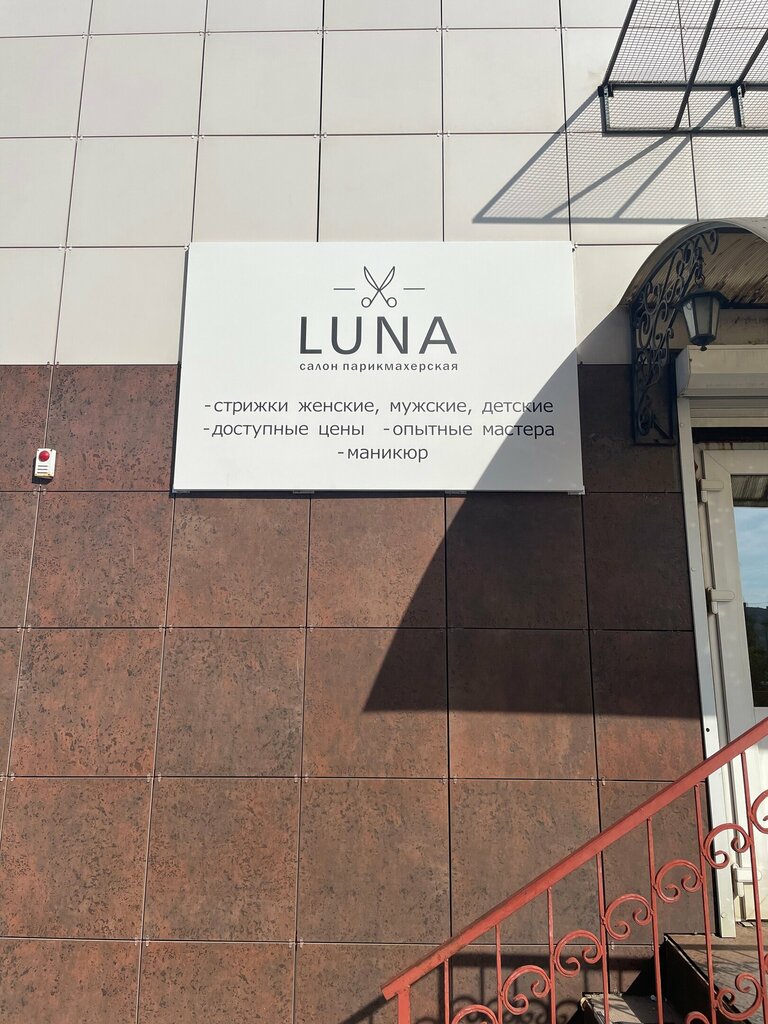 LUNA
салон парикмахерская
-стрижки женские, мужские, детские
-доступные цены -опытные мастера
-маникюр